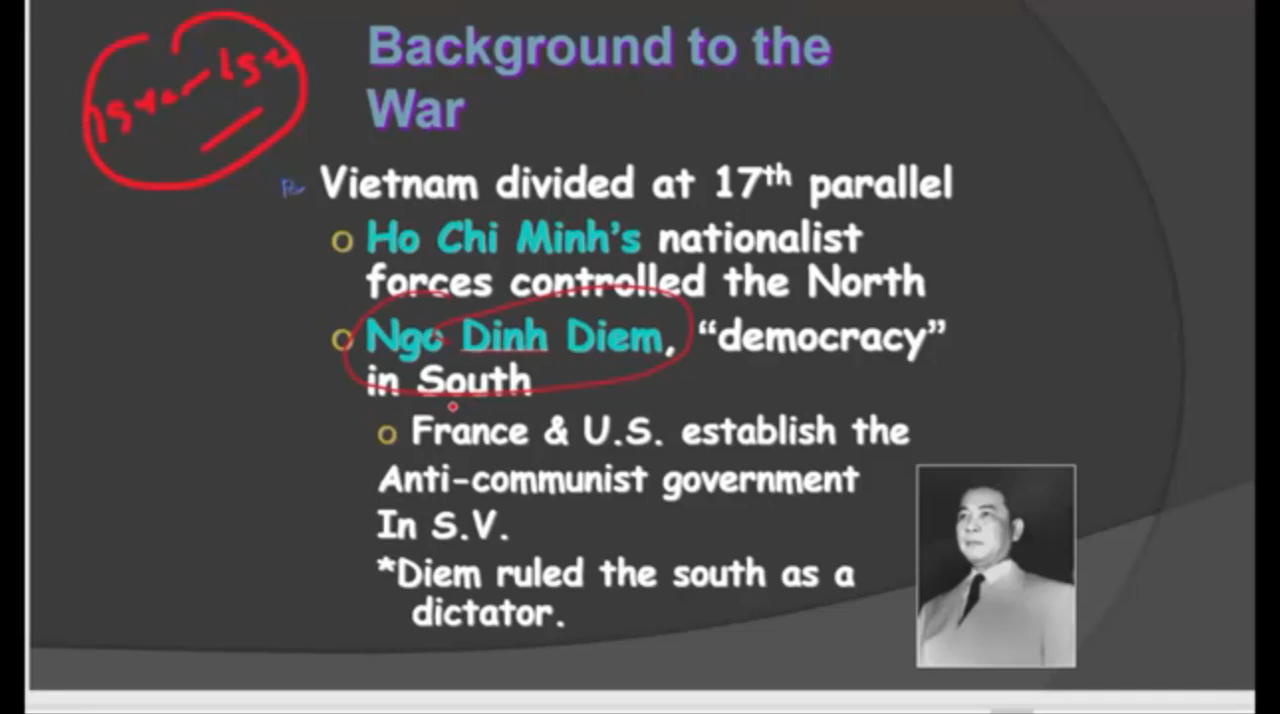 Background to the
War
Vietnam divided at 17th parallel
o Ho Chi Minh's nationalist
forces controlled the North
o Ngo Dinh Diem, “democracy”
in South
o France & U.S. establish the
Anti-communist government
In S.V.
*Diem ruled the south as a
dictator.